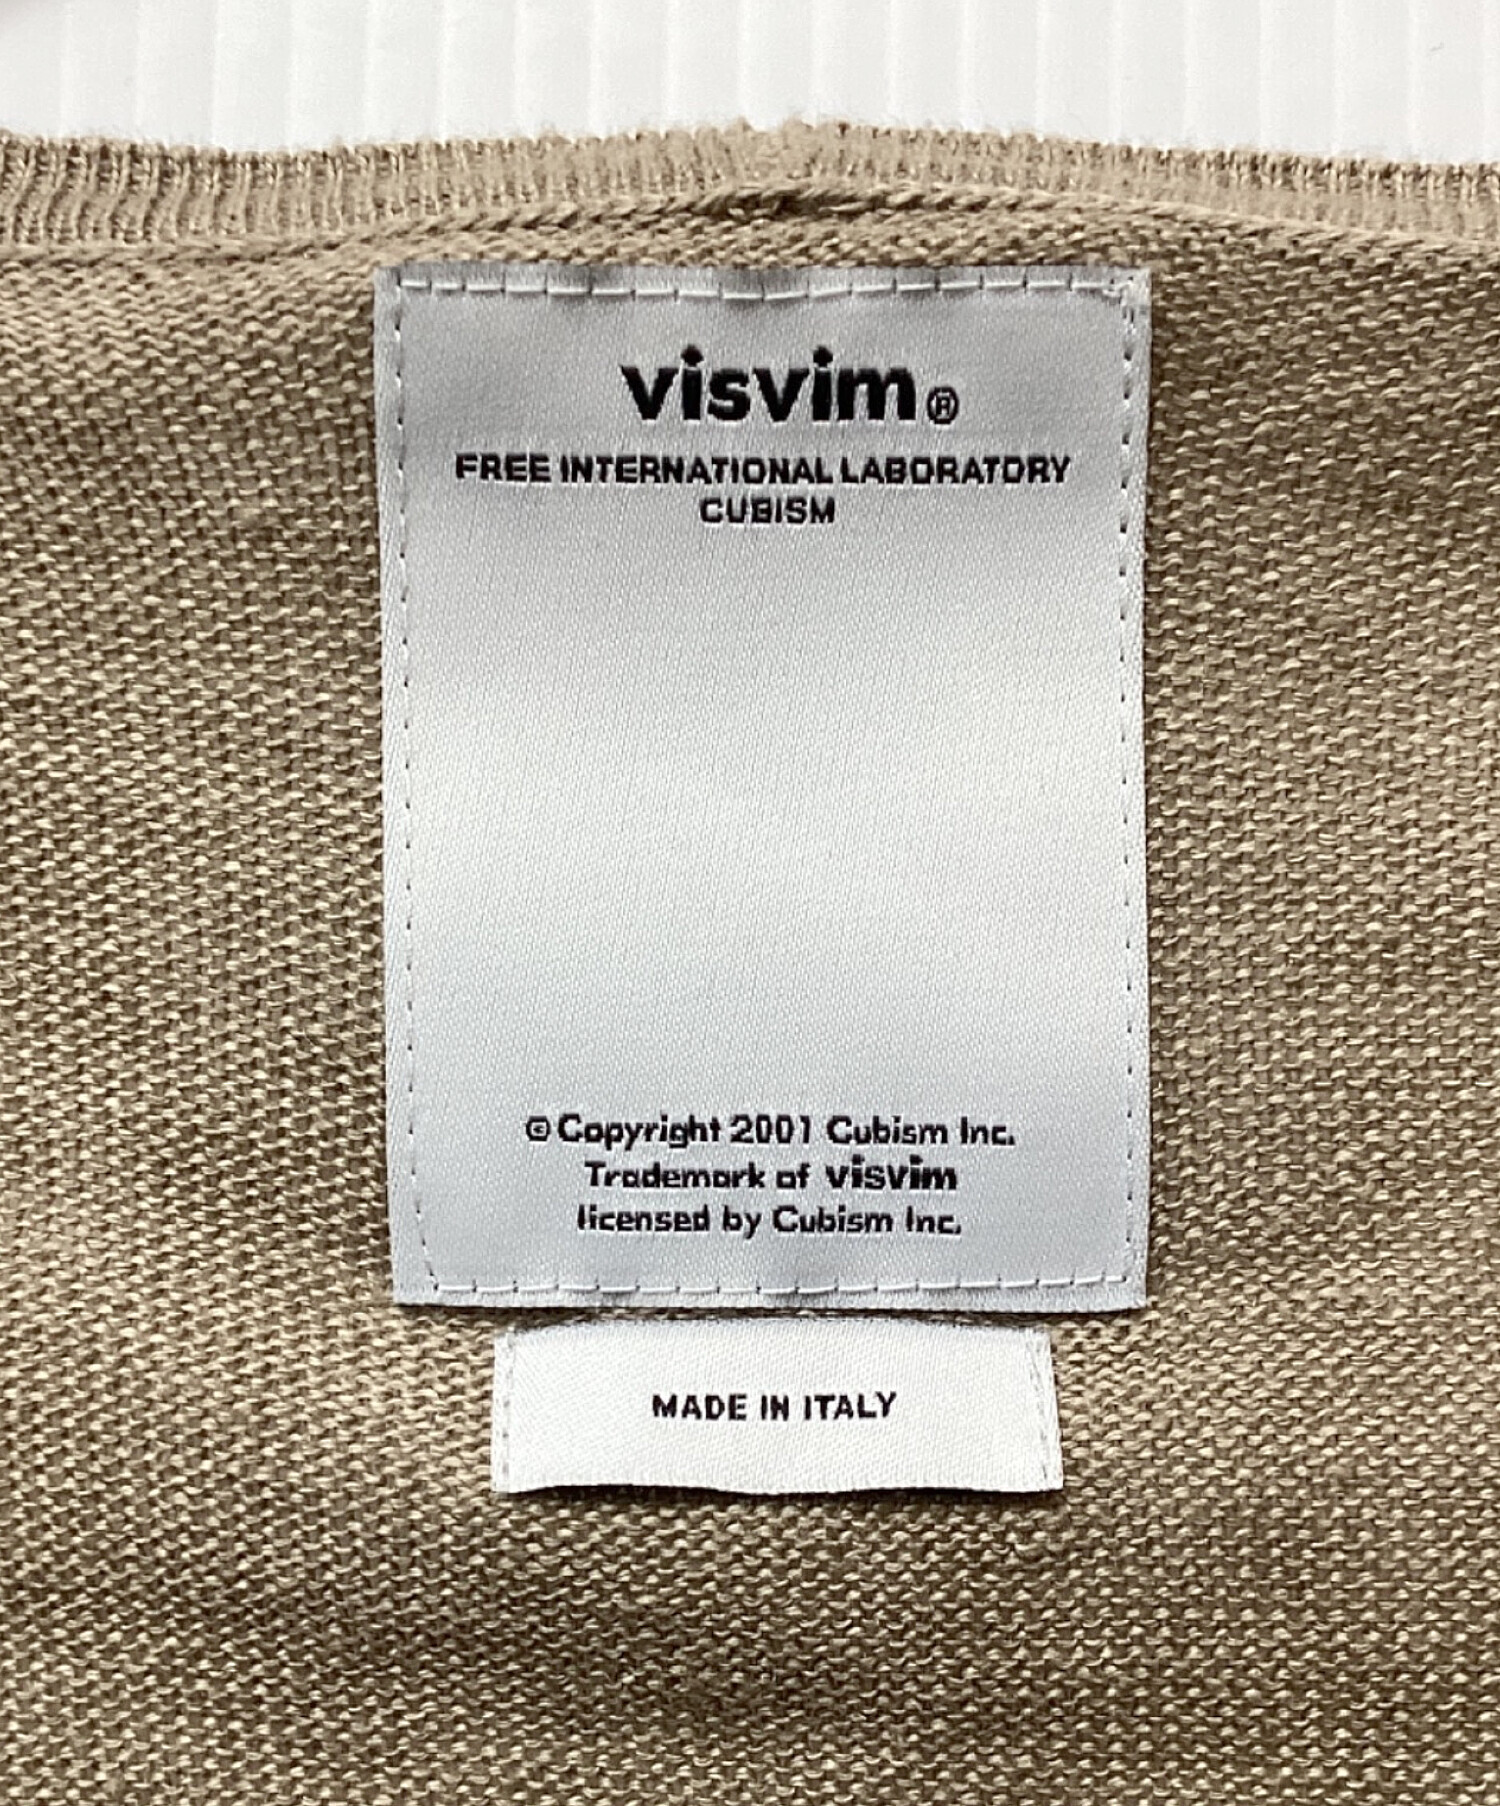 visvim®
FREE INTERNATIONAL LABORATORY
CUBISM
© Copyright 2001 Cubism Inc.
Trademark of visvim
licensed by Cubism Inc.
MADE IN ITALY